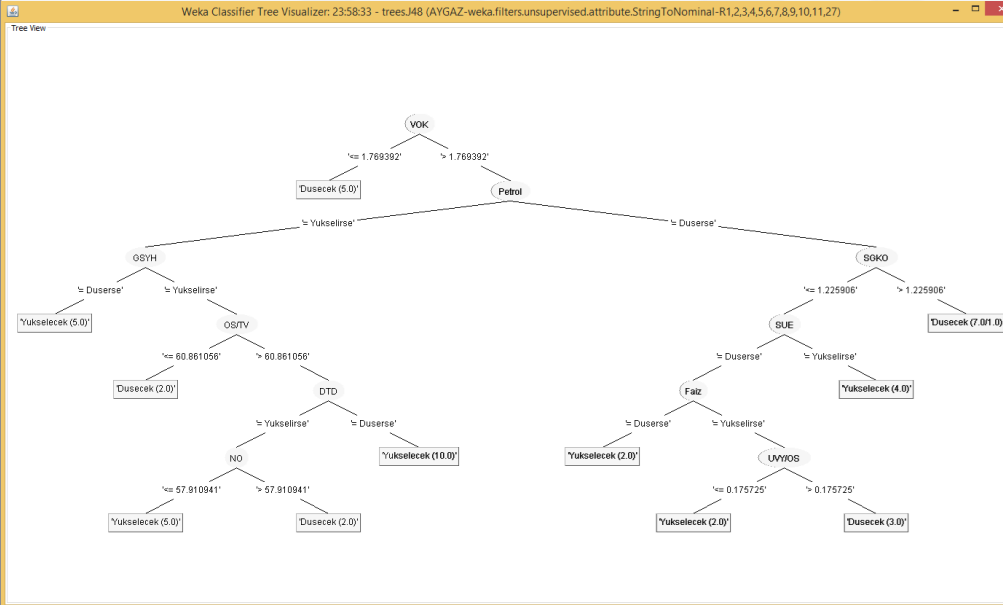 Weka Classifier Tree Visualizer: 23:58:33 - trees.J48 (AYGAZ-weka.filters.unsupervised.attribute.StringToNominal-R1,2,3,4,5,6,7,8,9,10,11,27)
Tree View
VOK
'<= 1.769392' '> 1.769392'
'Dusecek (5.0)' Petrol
'= Yukselirse' '= Duserse'
GSYH SGKO
'= Duserse' '= Yukselirse' '<= 1.225906' '> 1.225906'
'Yukselecek (5.0)' OS/TV SUE 'Dusecek (7.0/1.0)
'<= 60.861056' '> 60.861056' '= Duserse' '= Yukselirse'
'Dusecek (2.0)' DTD Faiz 'Yukselecek (4.0)'
'= Yukselirse' '= Duserse' '= Duserse' '= Yukselirse'
NO 'Yukselecek (10.0)' 'Yukselecek (2.0)' UVY/OS
'<= 57.910941' '> 57.910941' '<= 0.175725' '> 0.175725'
'Yukselecek (5.0)' 'Dusecek (2.0)' 'Yukselecek (2.0)' 'Dusecek (3.0)'